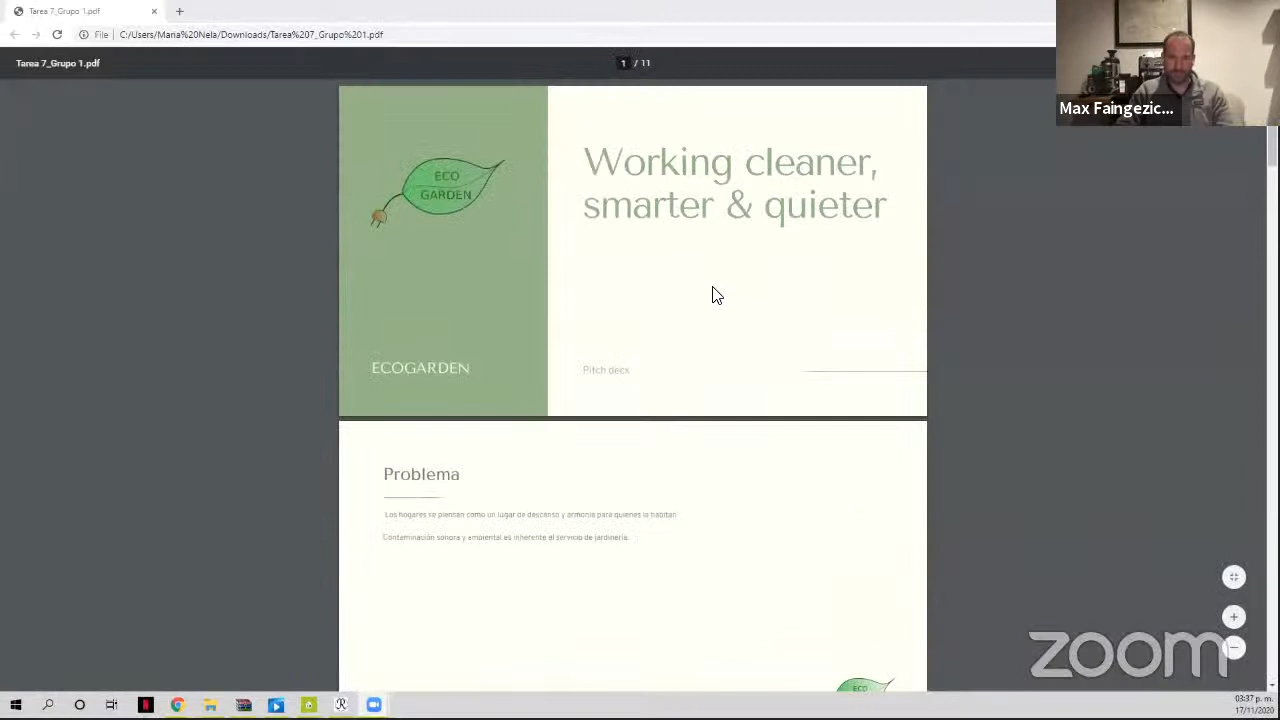 Tarea 7_Grupo 1.pdf
File
C:/Users/Maria%20Nela/Downloads/Tarea%207_Grupo%201.pdf
Tarea 7_Grupo 1.pdf
1 / 11
Max Faingezic...
ECO
GARDEN
Working cleaner,
smarter & quieter
ECOGARDEN
Pitch deck
Problema
Los hogares se piensan como un lugar de descanso y armonía para quienes lo habitan
Contaminación sonora y ambiental es inherente al servicio de jardinería.
ECO
zoom
03:37 p. m.
17/11/2020